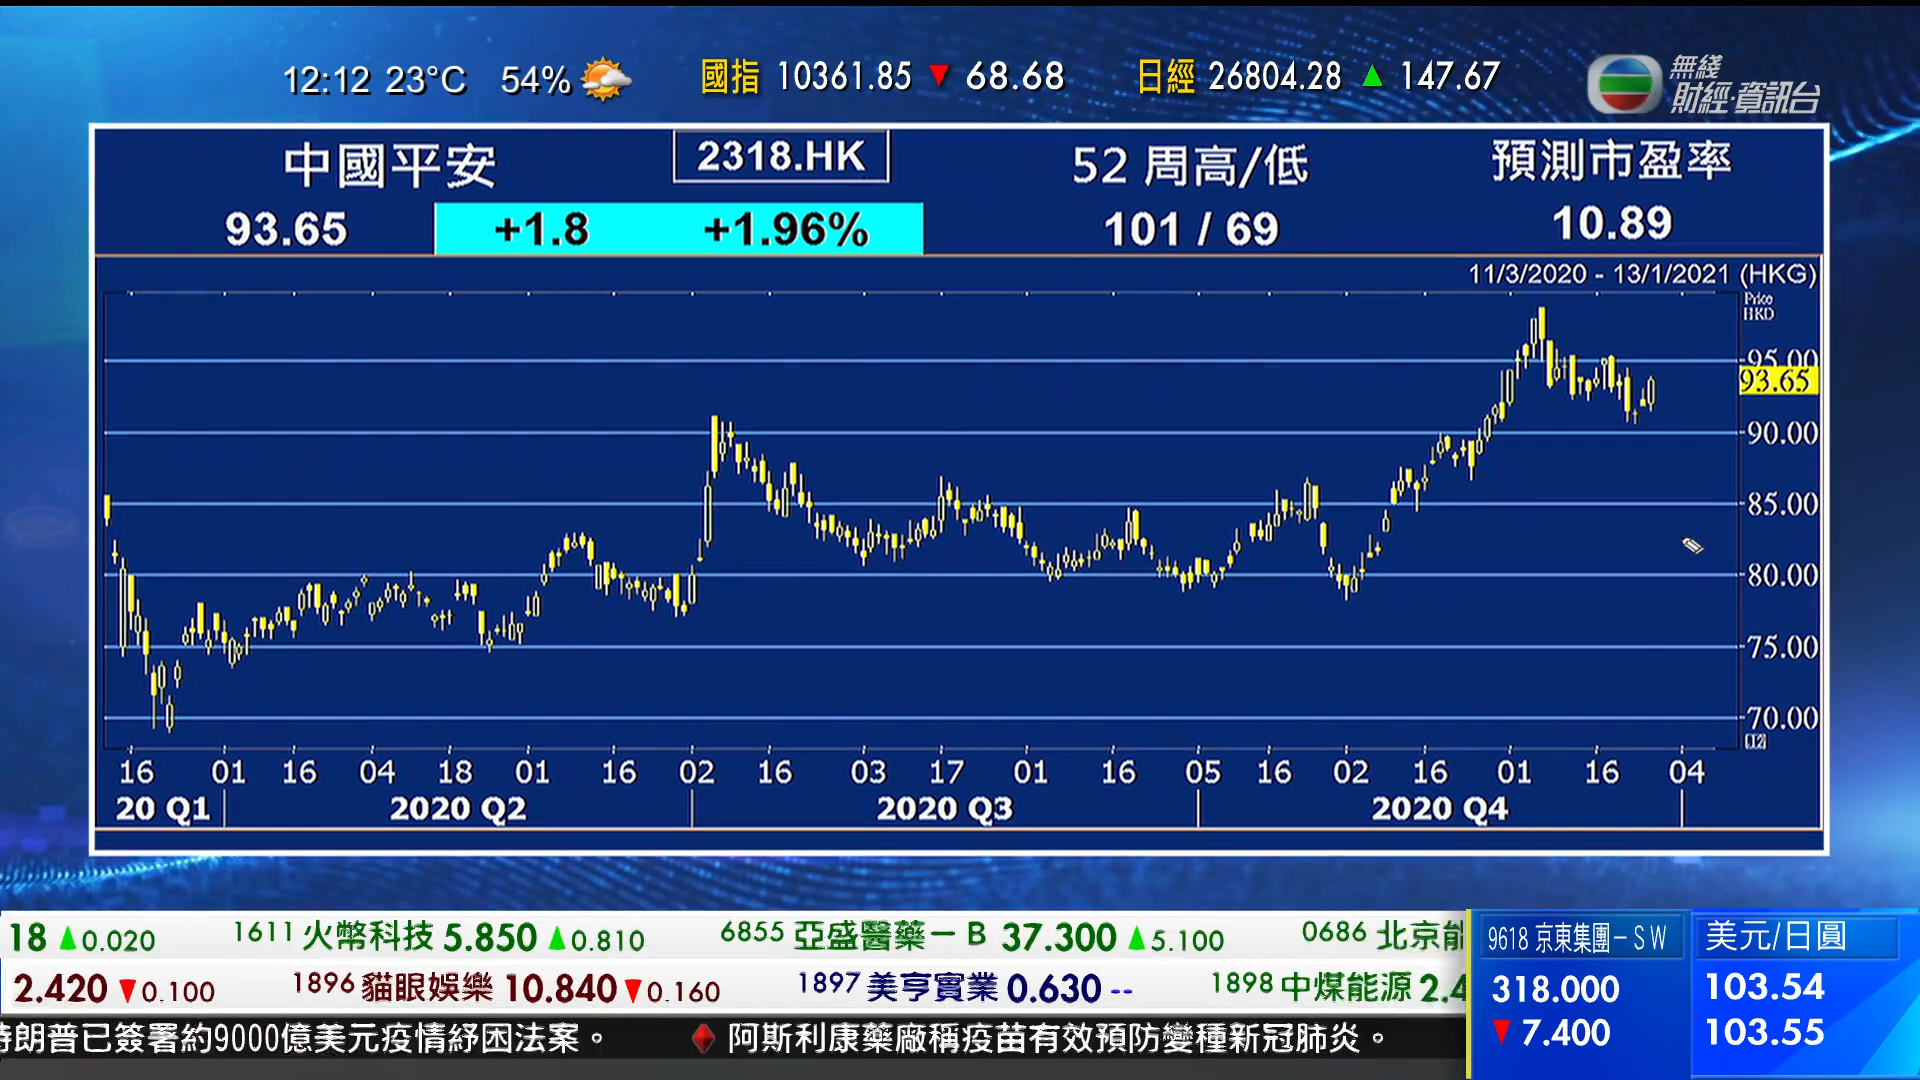 12:12 23°C 54% 國指 10361.85 ▼ 68.68 日經 26804.28 ▲ 147.67
無綫
財經·資訊台
中國平安 2318.HK 52 周高/低 預測市盈率
93.65 +1.8 +1.96% 101 / 69 10.89
11/3/2020 - 13/1/2021 (HKG)
Price
HKD
95.00
93.65
90.00
85.00
80.00
75.00
70.00
16 01 16 04 18 01 16 02 16 03 17 01 16 05 16 02 16 01 16 04
20 Q1 2020 Q2 2020 Q3 2020 Q4
18 ▲0.020 1611 火幣科技 5.850 ▲0.810 6855 亞盛醫藥－B 37.300 ▲5.100 0686 北京能
2.420 ▼0.100 1896 貓眼娛樂 10.840 ▼0.160 1897 美亨實業 0.630 -- 1898 中煤能源 2.4
特朗普已簽署約9000億美元疫情紓困法案。 ♦ 阿斯利康藥廠稱疫苗有效預防變種新冠肺炎。
9618 京東集團－SW
318.000
▼ 7.400
美元/日圓
103.54
103.55